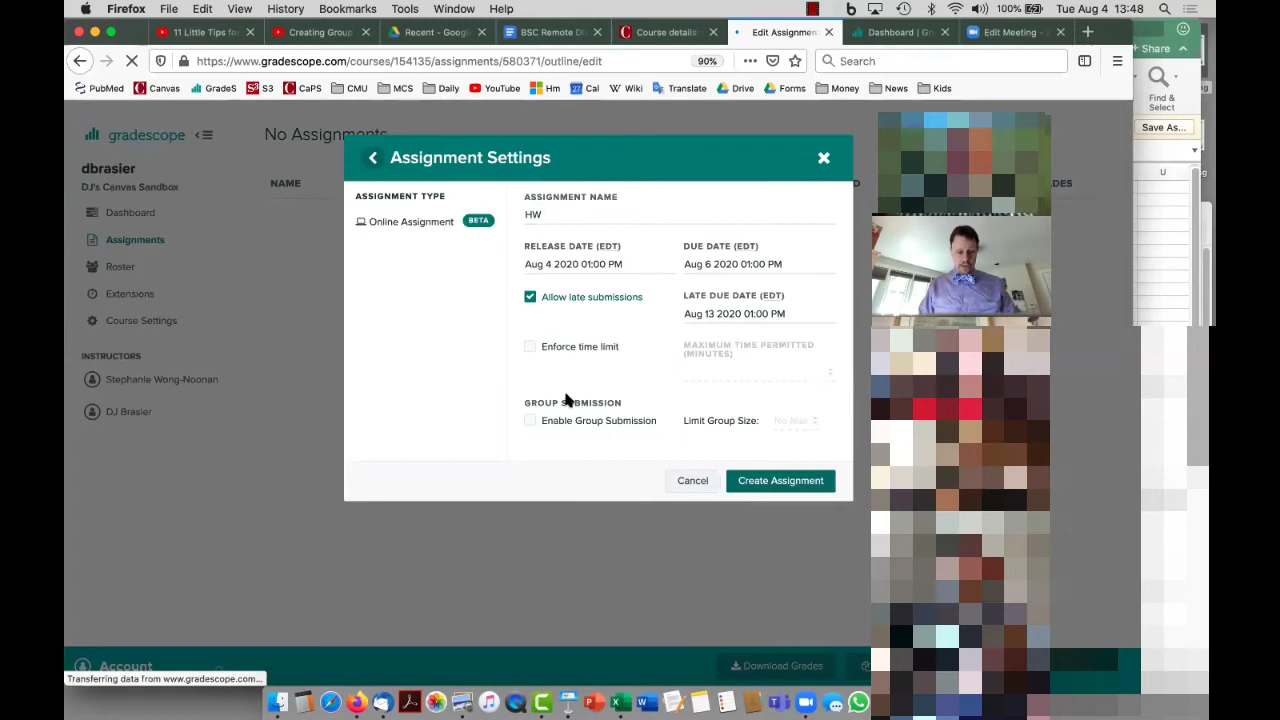 Firefox File Edit View History Bookmarks Tools Window Help 100% Tue Aug 4 13:48
11 Little Tips for
Creating Group
Recent - Google
BSC Remote Di
Course details:
Edit Assignmen
Dashboard | Gra
Edit Meeting - Z
Share
https://www.gradescope.com/courses/154135/assignments/580371/outline/edit 90% Search
PubMed Canvas GradeS S3 CaPS CMU MCS Daily YouTube Hm Cal Wiki Translate Drive Forms Money News Kids
Find &
Select
Save As...
U
gradescope
No Assignments
dbrasier
DJ's Canvas Sandbox
NAME
Dashboard
Assignments
Roster
Extensions
Course Settings
INSTRUCTORS
Stephanie Wong-Noonan
DJ Brasier
Assignment Settings
ASSIGNMENT TYPE
Online Assignment BETA
ASSIGNMENT NAME
HW
RELEASE DATE (EDT) DUE DATE (EDT)
Aug 4 2020 01:00 PM Aug 6 2020 01:00 PM
Allow late submissions
LATE DUE DATE (EDT)
Aug 13 2020 01:00 PM
Enforce time limit
MAXIMUM TIME PERMITTED
(MINUTES)
GROUP SUBMISSION
Enable Group Submission Limit Group Size: No Max
Cancel Create Assignment
Account
Download Grades
Transferring data from www.gradescope.com...